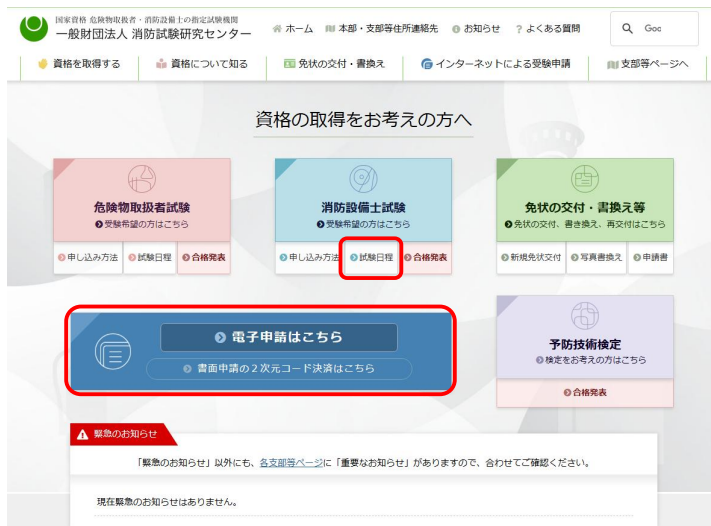 国家資格 危険物取扱者・消防設備士の指定試験機関
一般財団法人 消防試験研究センター
ホーム
本部・支部等住所連絡先
お知らせ
? よくある質問
Goc
資格を取得する
資格について知る
免状の交付・書換え
インターネットによる受験申請
支部等ページへ
資格の取得をお考えの方へ
危険物取扱者試験
受験希望の方はこちら
申し込み方法
試験日程
合格発表
消防設備士試験
受験希望の方はこちら
申し込み方法
試験日程
合格発表
免状の交付・書換え等
免状の交付、書き換え、再交付はこちら
新規免状交付
写真書換え
申請書
電子申請はこちら
書面申請の2次元コード決済はこちら
予防技術検定
検定をお考えの方はこちら
合格発表
緊急のお知らせ
「緊急のお知らせ」以外にも、各支部等ページに「重要なお知らせ」がありますので、合わせてご確認ください。
現在緊急のお知らせはありません。